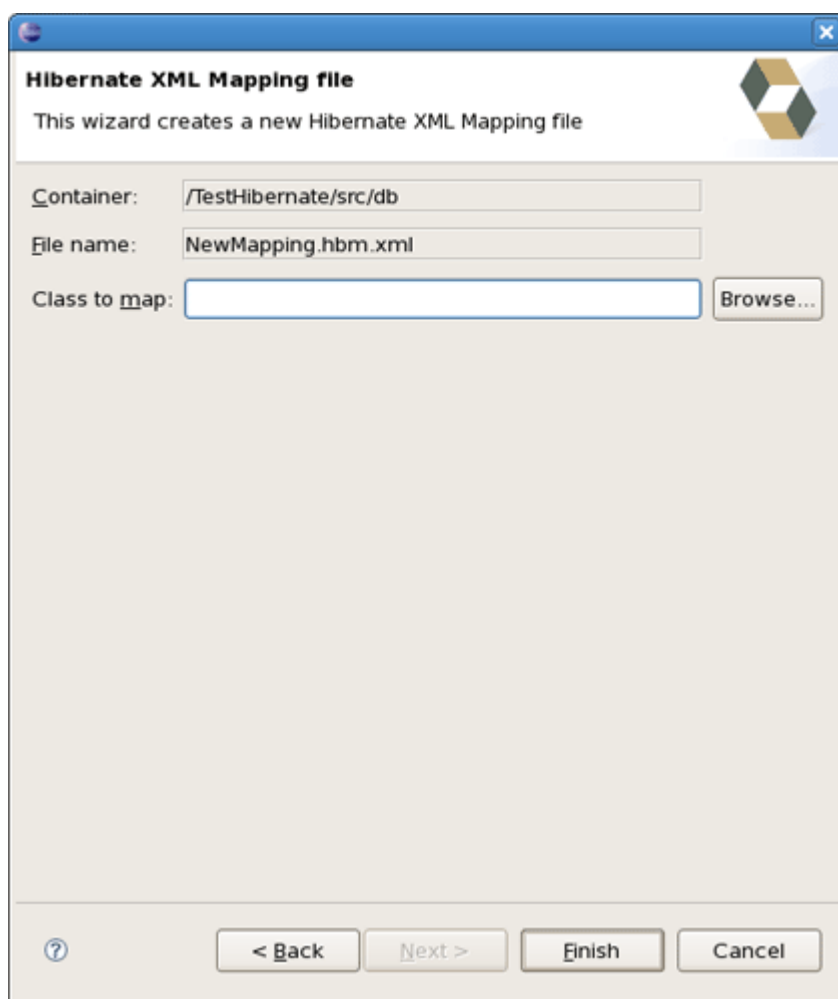 Hibernate XML Mapping file
This wizard creates a new Hibernate XML Mapping file
Container: /TestHibernate/src/db
File name: NewMapping.hbm.xml
Class to map: Browse...
? < Back Next > Finish Cancel